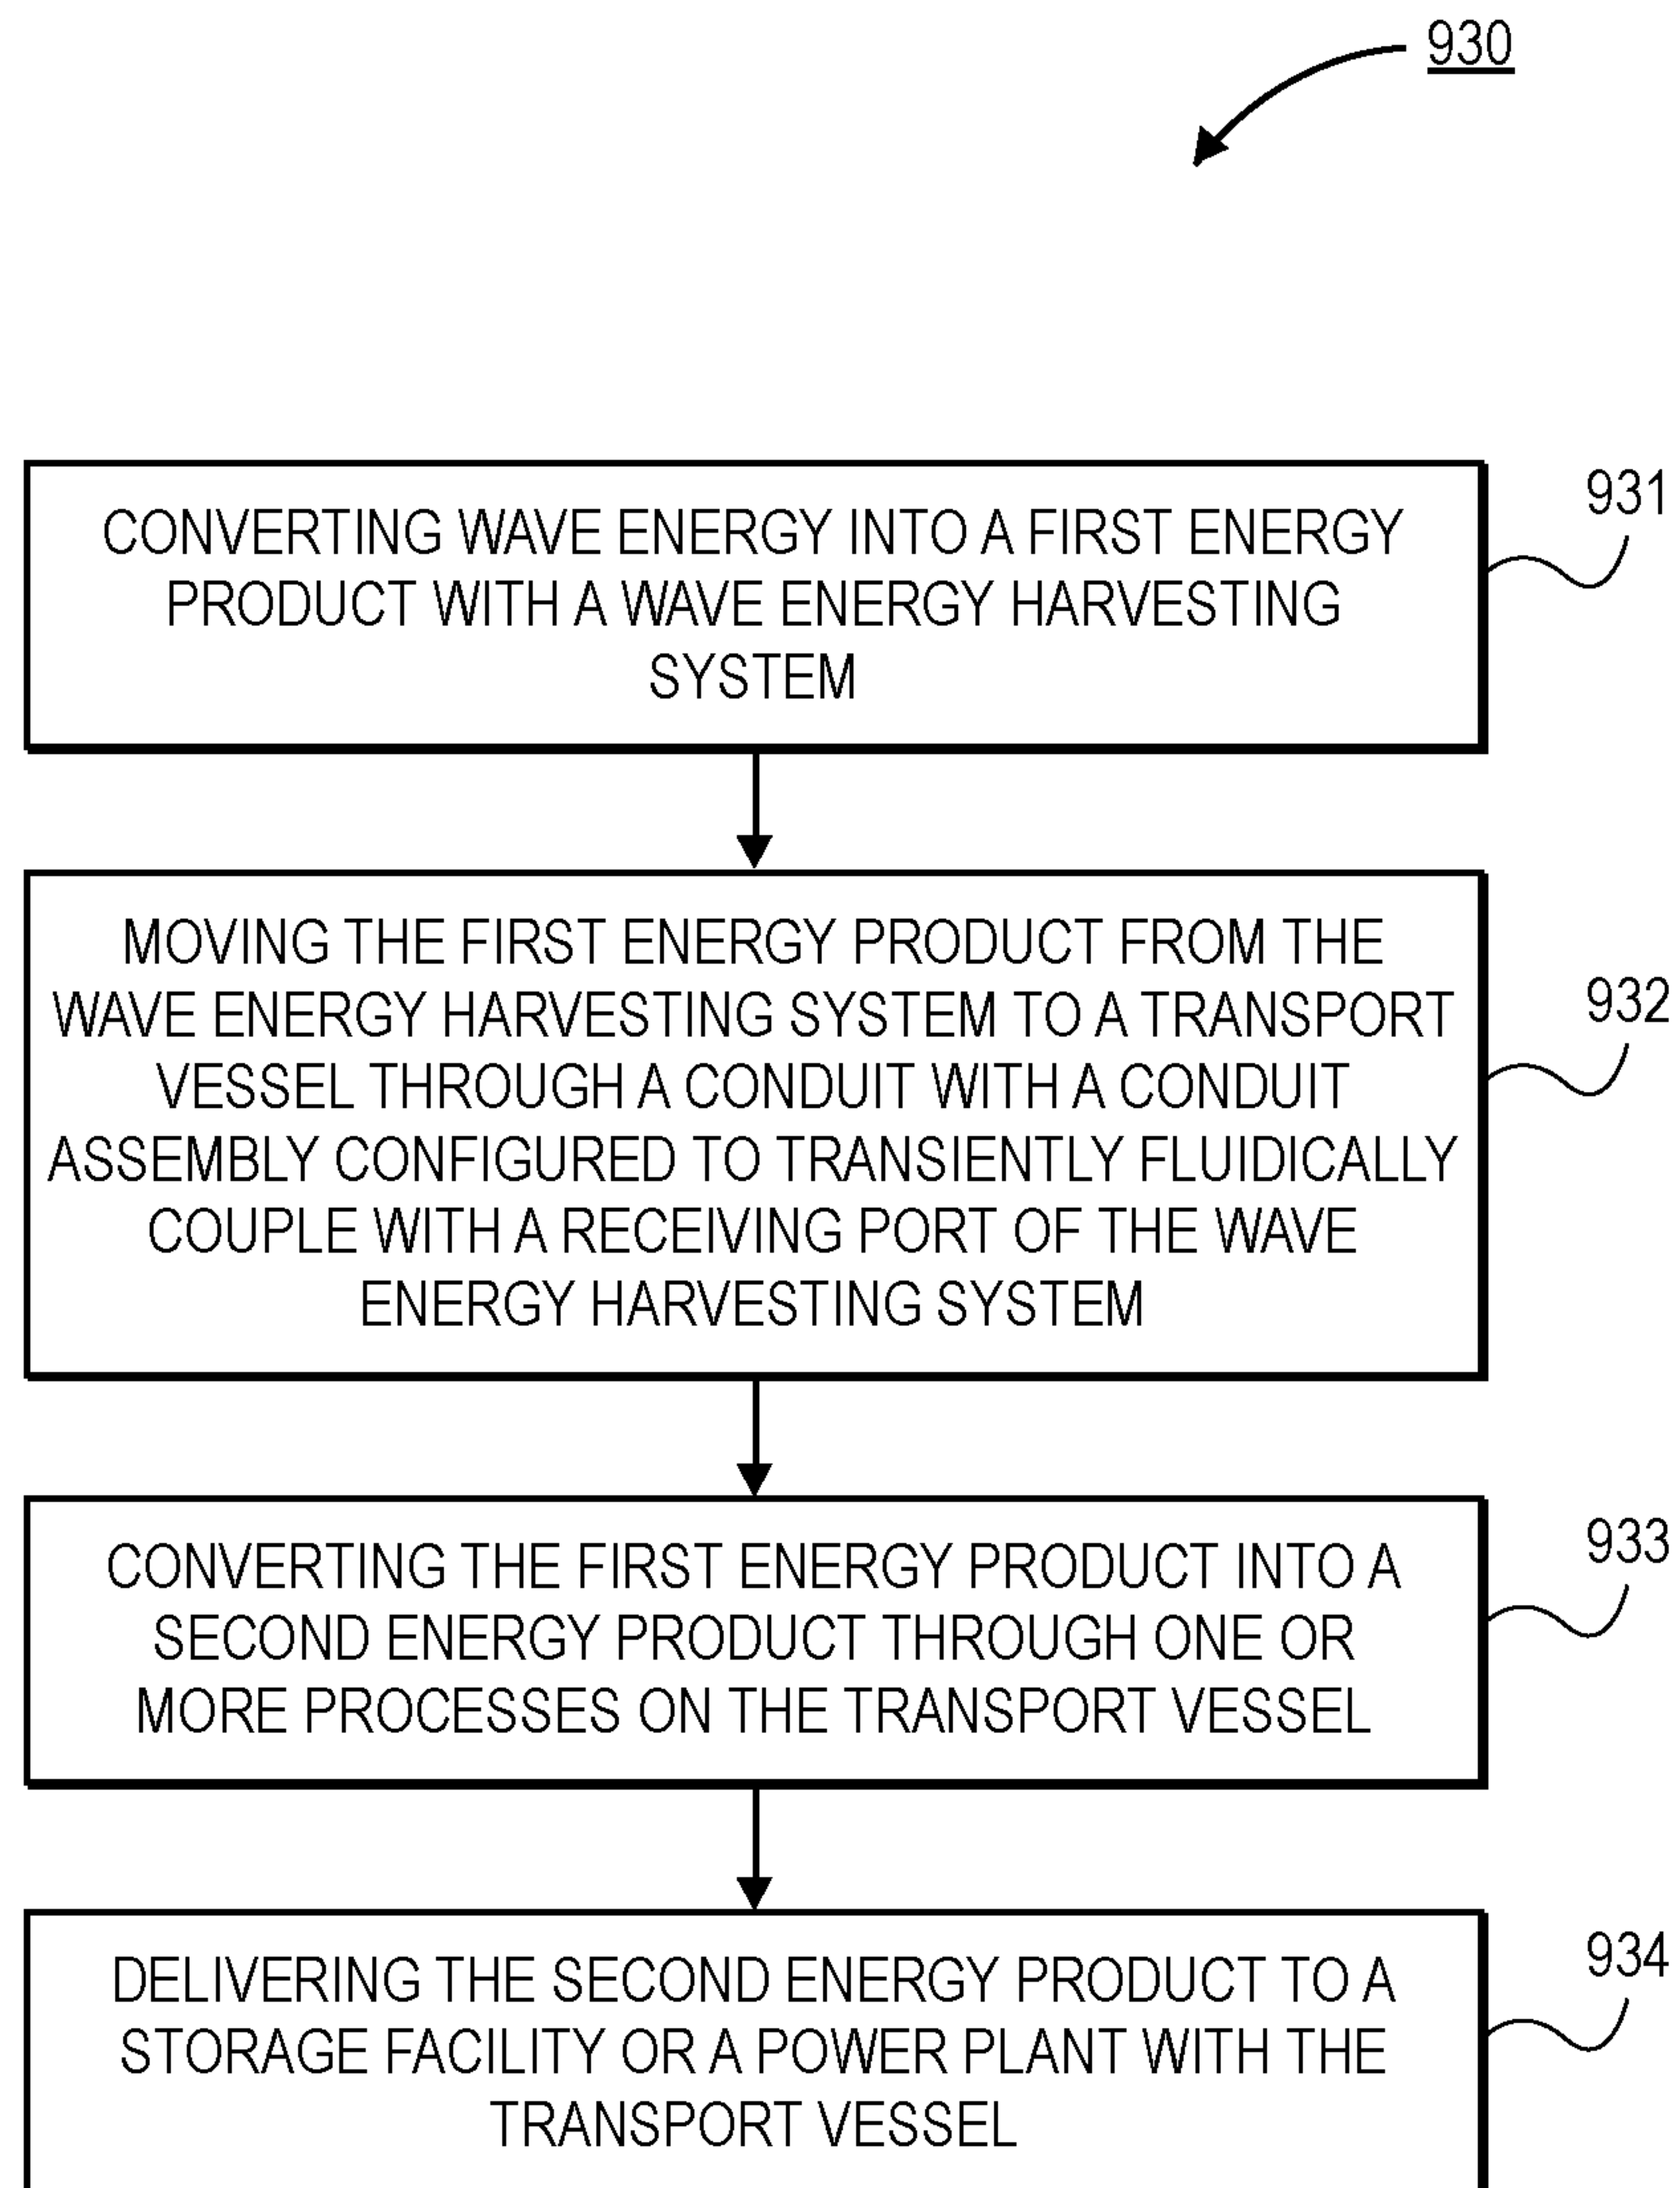 930
CONVERTING WAVE ENERGY INTO A FIRST ENERGY
PRODUCT WITH A WAVE ENERGY HARVESTING
SYSTEM
931
MOVING THE FIRST ENERGY PRODUCT FROM THE
WAVE ENERGY HARVESTING SYSTEM TO A TRANSPORT
VESSEL THROUGH A CONDUIT WITH A CONDUIT
ASSEMBLY CONFIGURED TO TRANSIENTLY FLUIDICALLY
COUPLE WITH A RECEIVING PORT OF THE WAVE
ENERGY HARVESTING SYSTEM
932
CONVERTING THE FIRST ENERGY PRODUCT INTO A
SECOND ENERGY PRODUCT THROUGH ONE OR
MORE PROCESSES ON THE TRANSPORT VESSEL
933
DELIVERING THE SECOND ENERGY PRODUCT TO A
STORAGE FACILITY OR A POWER PLANT WITH THE
TRANSPORT VESSEL
934